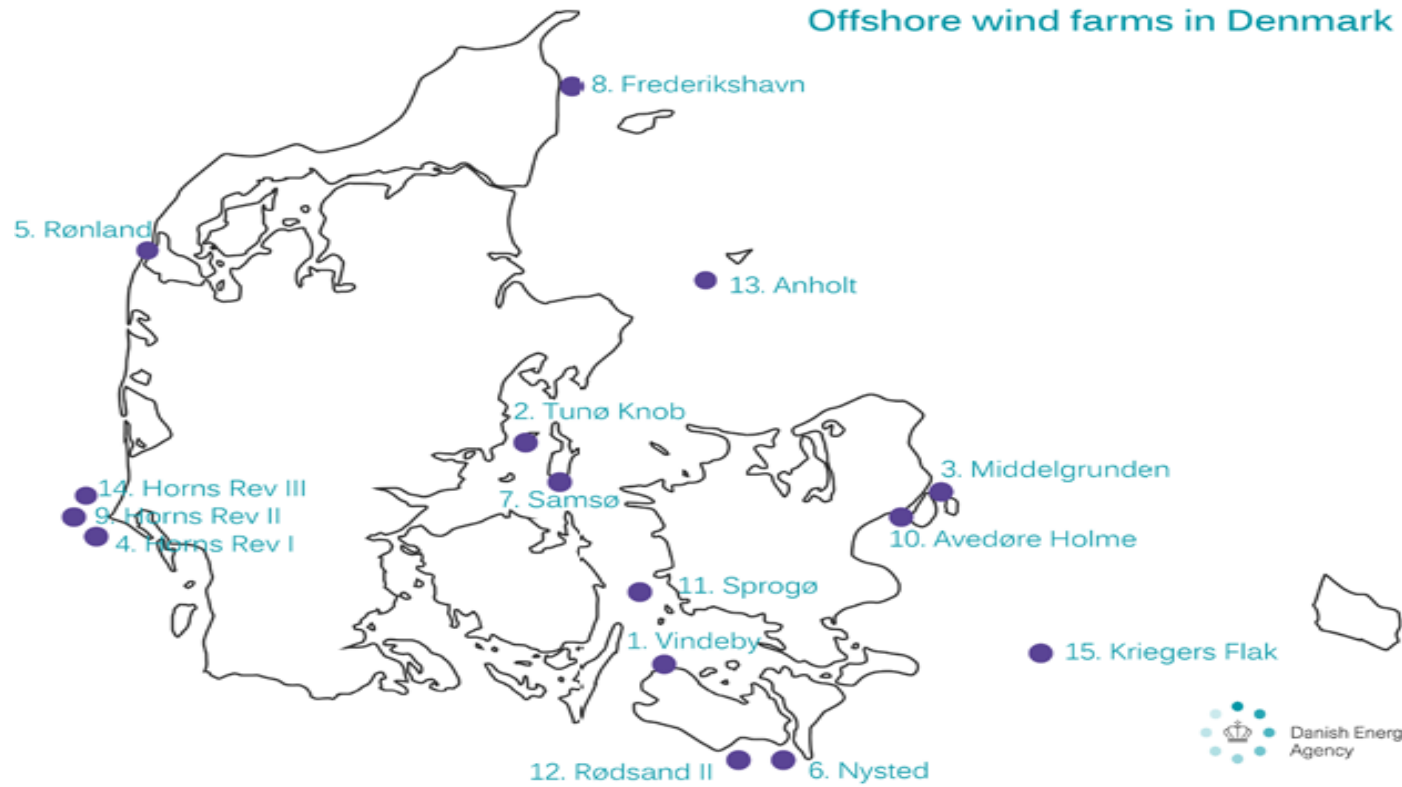 Offshore wind farms in Denmark
8. Frederikshavn
5. Rønland
13. Anholt
2. Tunø Knob
3. Middelgrunden
14. Horns Rev III
7. Samsø
9. Horns Rev II
10. Avedøre Holme
4. Horns Rev I
11. Sprogø
1. Vindeby
15. Kriegers Flak
12. Rødsand II
6. Nysted
Danish Energ
Agency